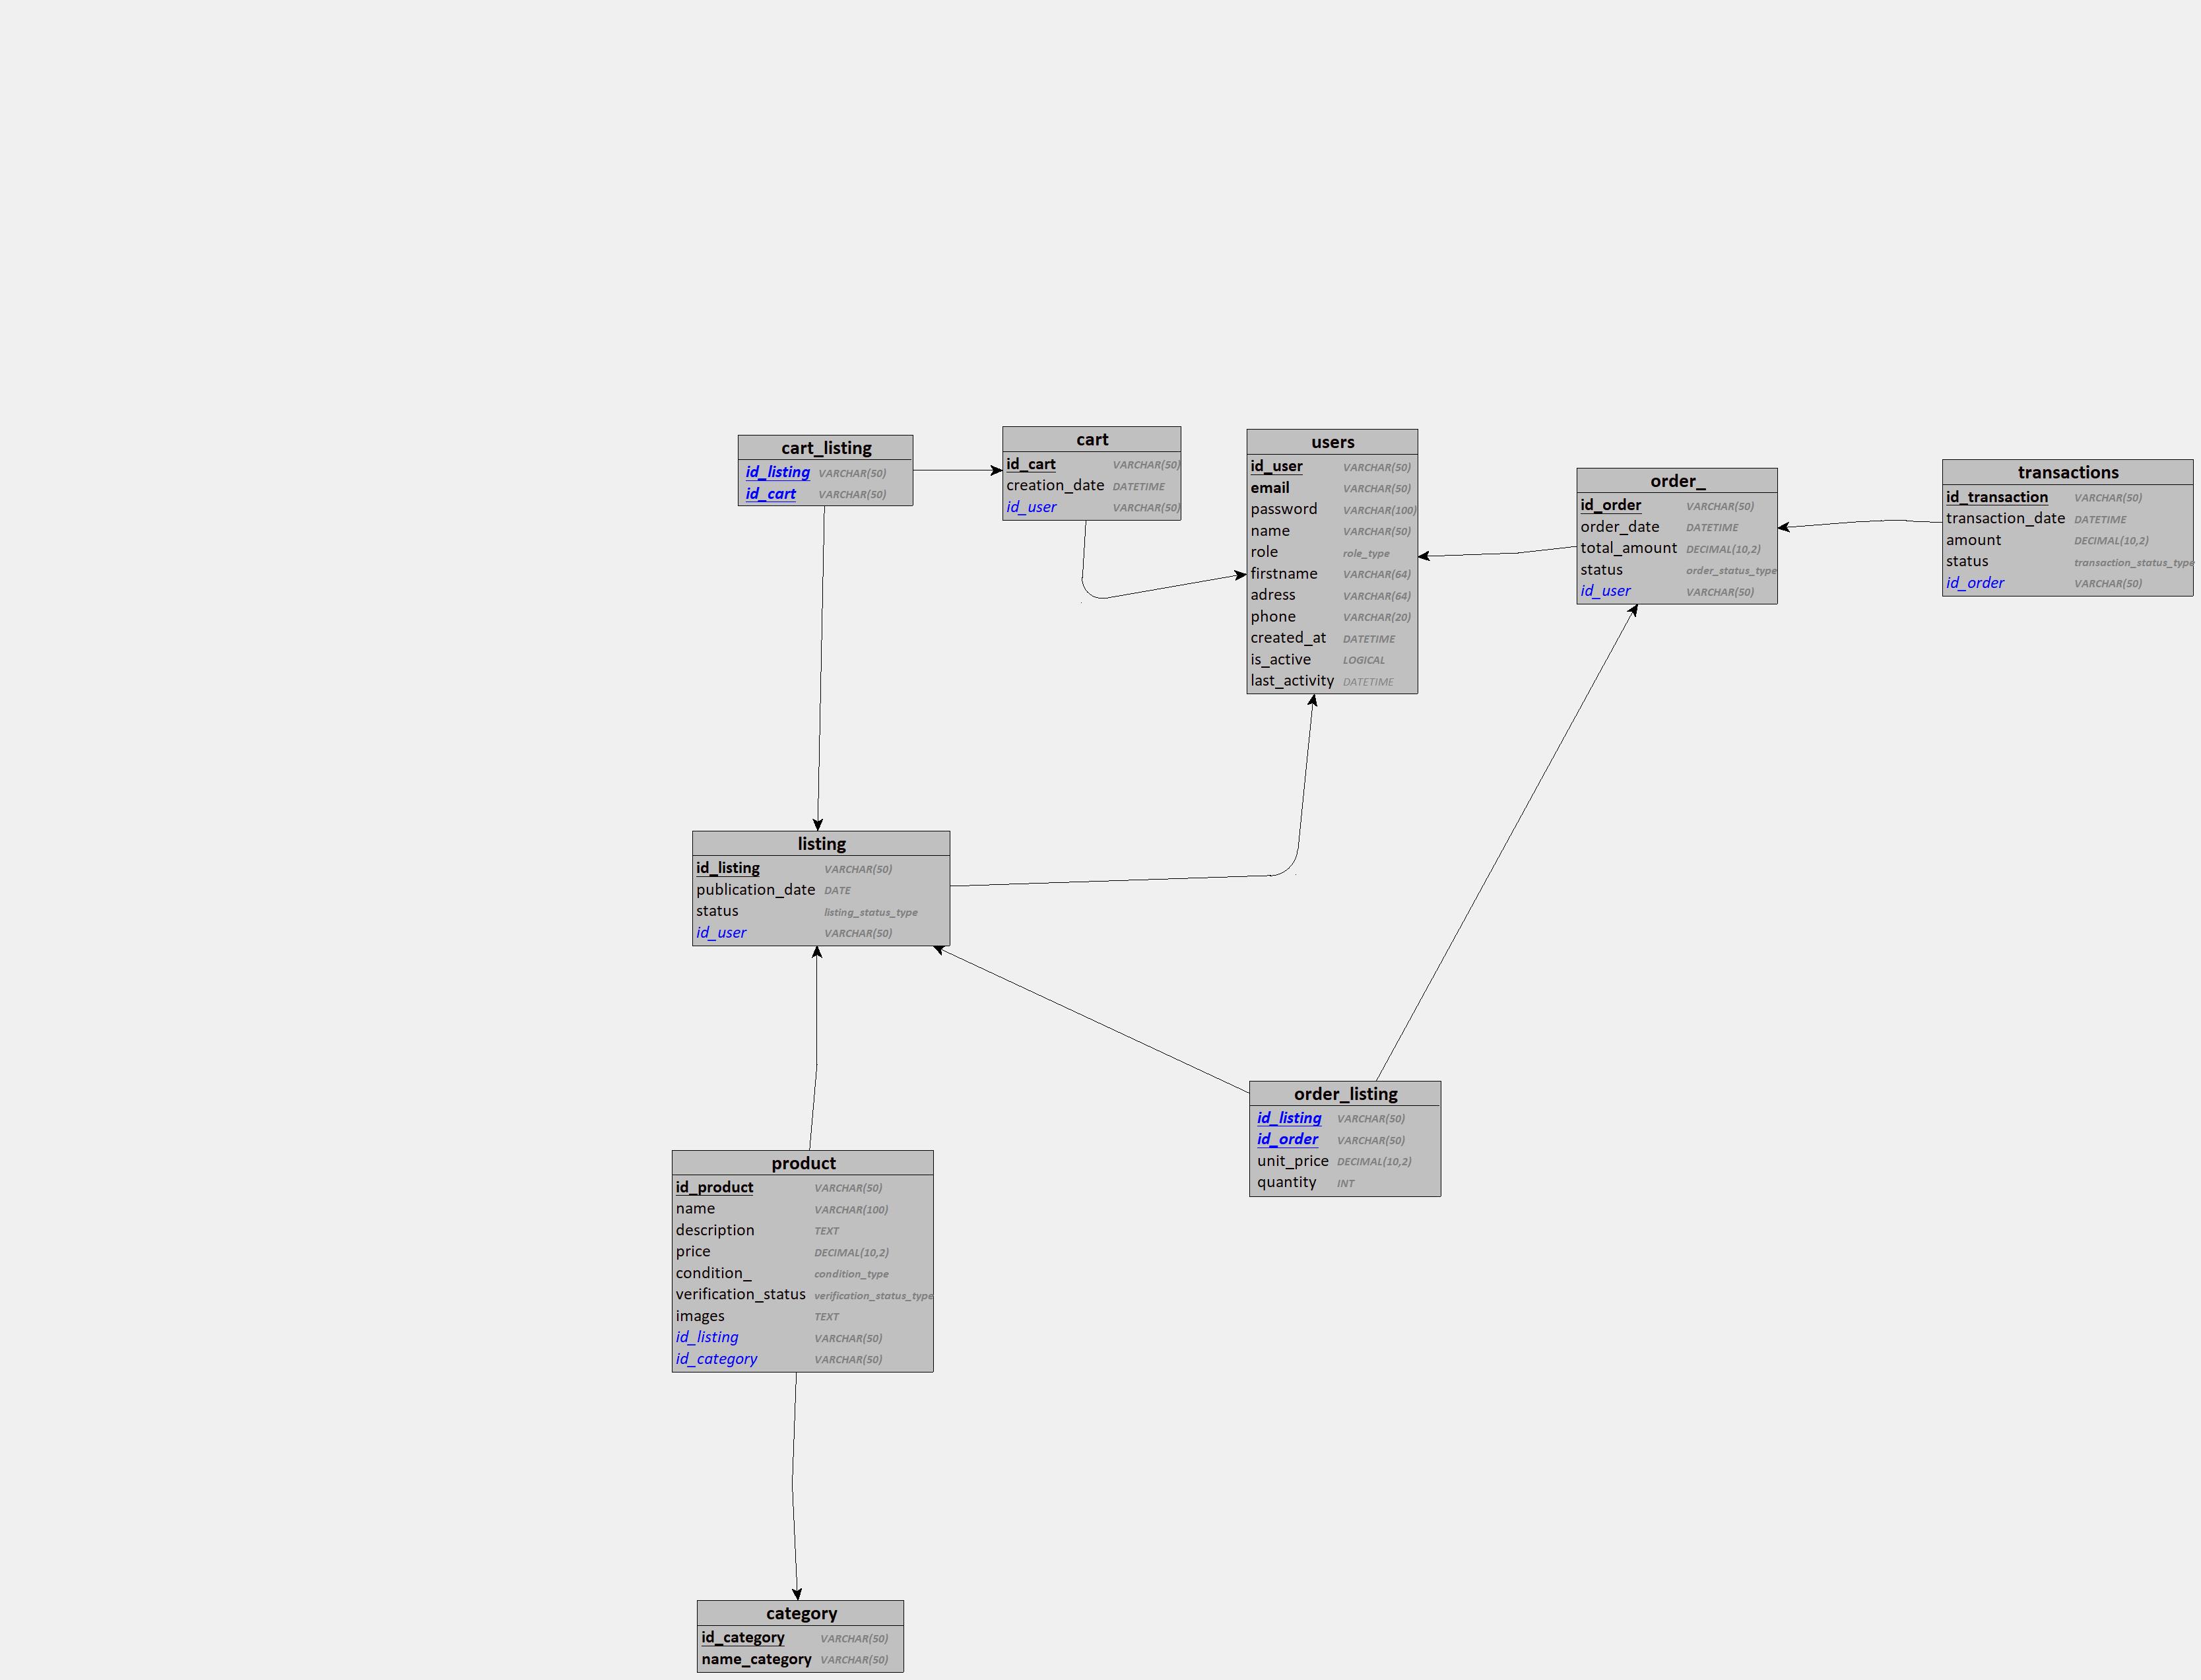 cart_listing
id_listing VARCHAR(50)
id_cart VARCHAR(50)
cart
id_cart VARCHAR(50)
creation_date DATETIME
id_user VARCHAR(50)
users
id_user VARCHAR(50)
email VARCHAR(50)
password VARCHAR(100)
name VARCHAR(50)
role role_type
firstname VARCHAR(64)
adress VARCHAR(64)
phone VARCHAR(20)
created_at DATETIME
is_active LOGICAL
last_activity DATETIME
order_
id_order VARCHAR(50)
order_date DATETIME
total_amount DECIMAL(10,2)
status order_status_type
id_user VARCHAR(50)
transactions
id_transaction VARCHAR(50)
transaction_date DATETIME
amount DECIMAL(10,2)
status transaction_status_type
id_order VARCHAR(50)
listing
id_listing VARCHAR(50)
publication_date DATE
status listing_status_type
id_user VARCHAR(50)
order_listing
id_listing VARCHAR(50)
id_order VARCHAR(50)
unit_price DECIMAL(10,2)
quantity INT
product
id_product VARCHAR(50)
name VARCHAR(100)
description TEXT
price DECIMAL(10,2)
condition_ condition_type
verification_status verification_status_type
images TEXT
id_listing VARCHAR(50)
id_category VARCHAR(50)
category
id_category VARCHAR(50)
name_category VARCHAR(50)